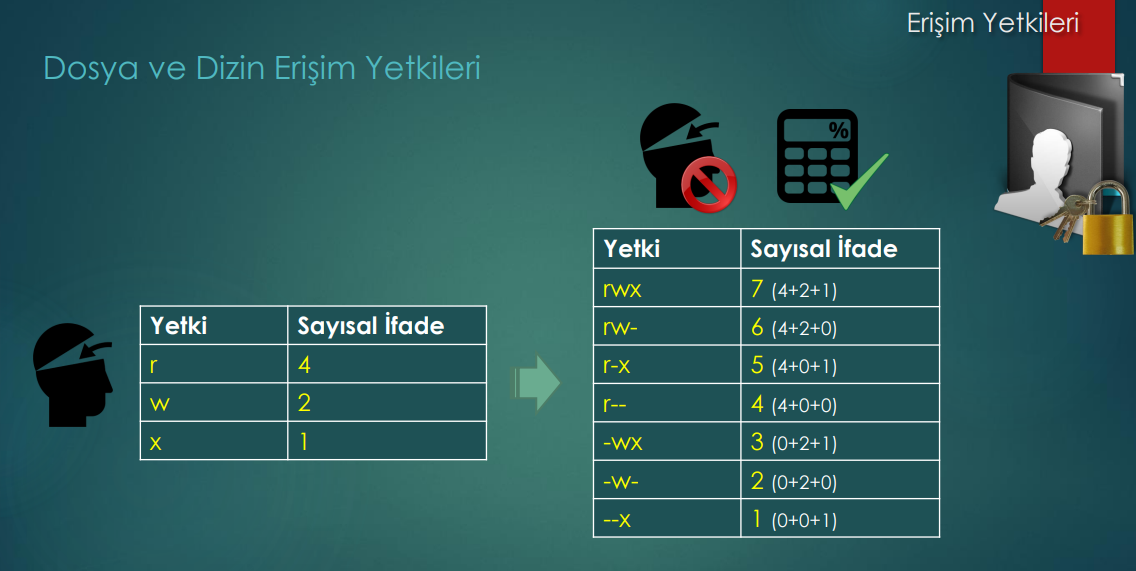 Erişim Yetkileri
Dosya ve Dizin Erişim Yetkileri
%
Yetki Sayısal İfade
r 4
w 2
x 1
Yetki Sayısal İfade
rwx 7 (4+2+1)
rw- 6 (4+2+0)
r-x 5 (4+0+1)
r-- 4 (4+0+0)
-wx 3 (0+2+1)
-w- 2 (0+2+0)
--x 1 (0+0+1)